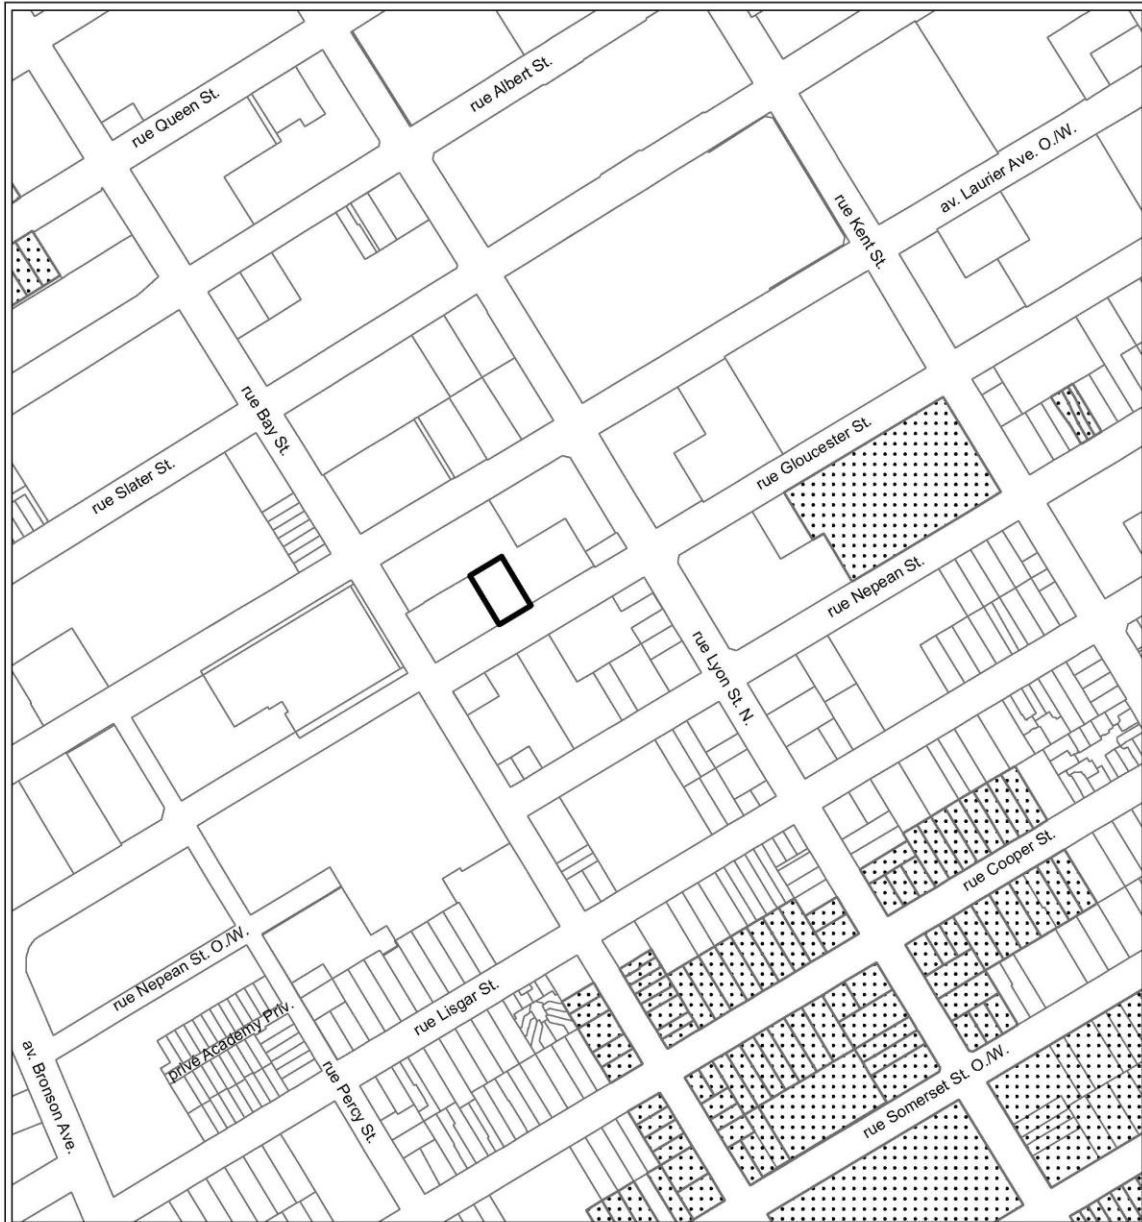 rue Queen St.
rue Albert St.
av. Laurier Ave. O./W.
rue Kent St.
rue Bay St.
rue Slater St.
rue Gloucester St.
rue Nepean St.
rue Lyon St. N.
rue Cooper St.
rue Nepean St. O./W.
rue Lisgar St.
privé Academy Priv.
av. Bronson Ave.
rue Percy St.
rue Somerset St. O./W.